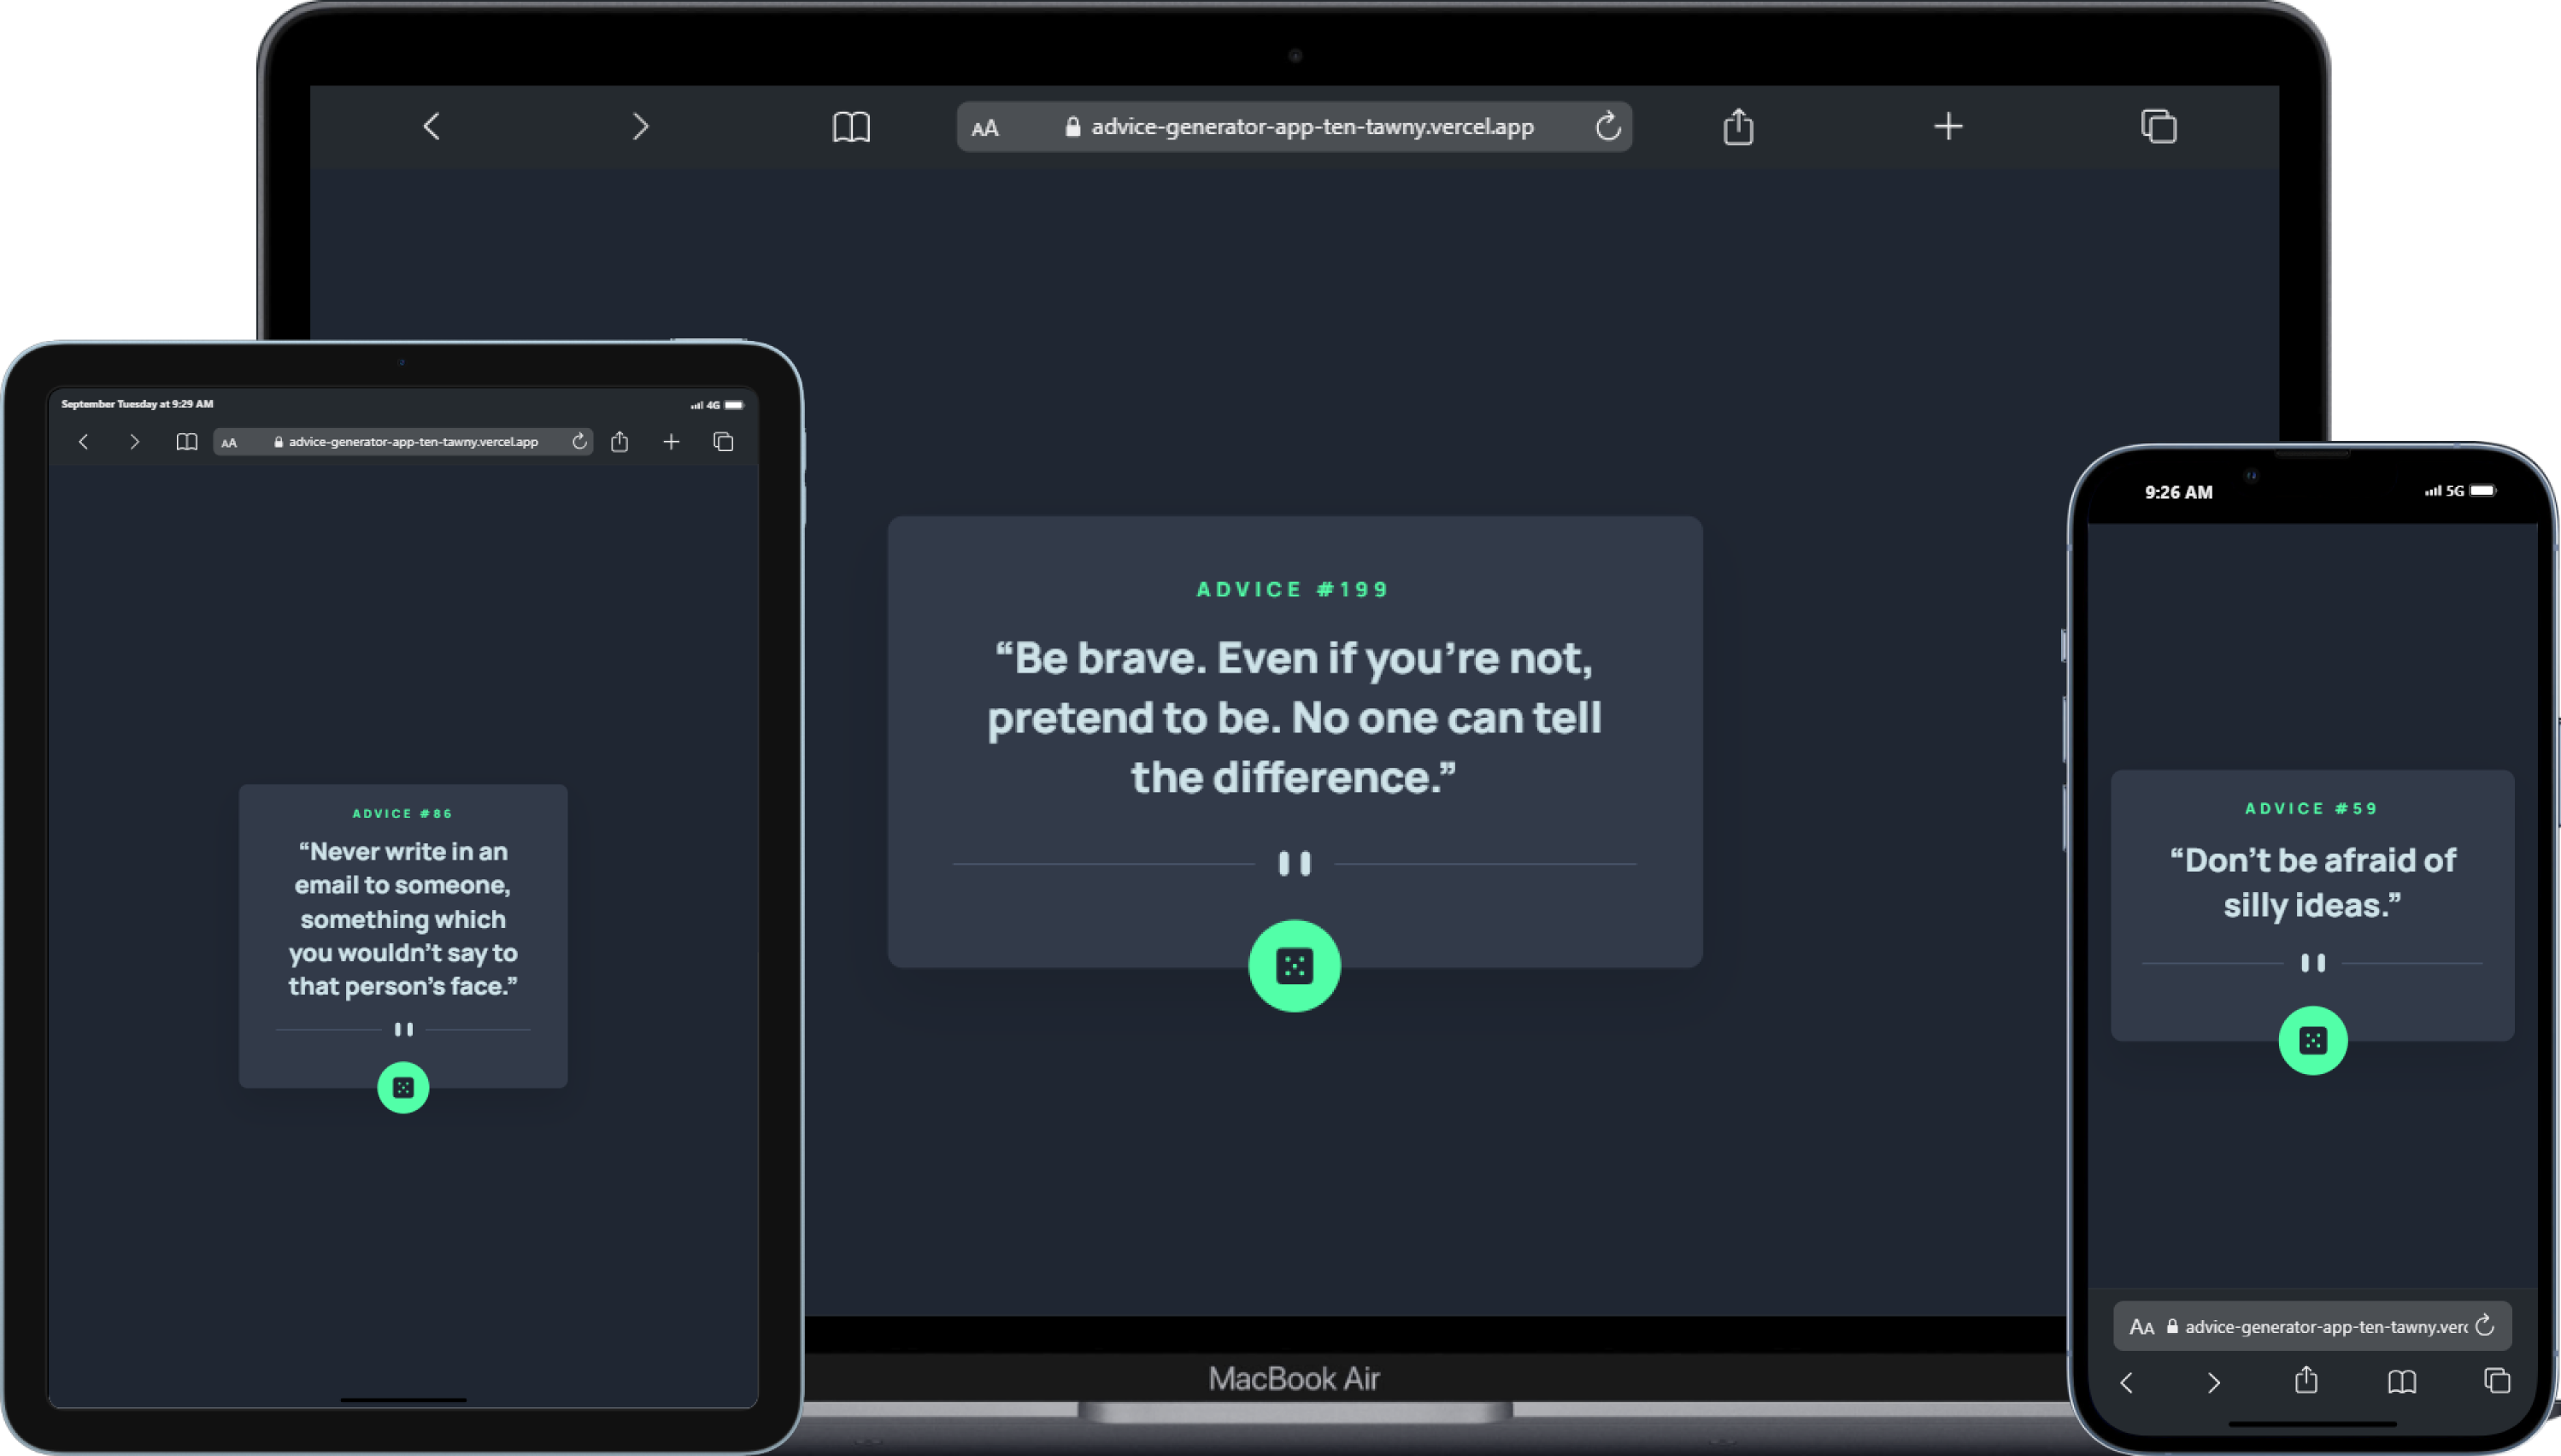 AA advice-generator-app-ten-tawny.vercel.app
ADVICE #199
“Be brave. Even if you’re not,
pretend to be. No one can tell
the difference.”
MacBook Air
September Tuesday at 9:29 AM
4G
AA advice-generator-app-ten-tawny.vercel.app
ADVICE #86
“Never write in an
email to someone,
something which
you wouldn’t say to
that person’s face.”
9:26 AM
5G
ADVICE #59
“Don’t be afraid of
silly ideas.”
AA advice-generator-app-ten-tawny.verc